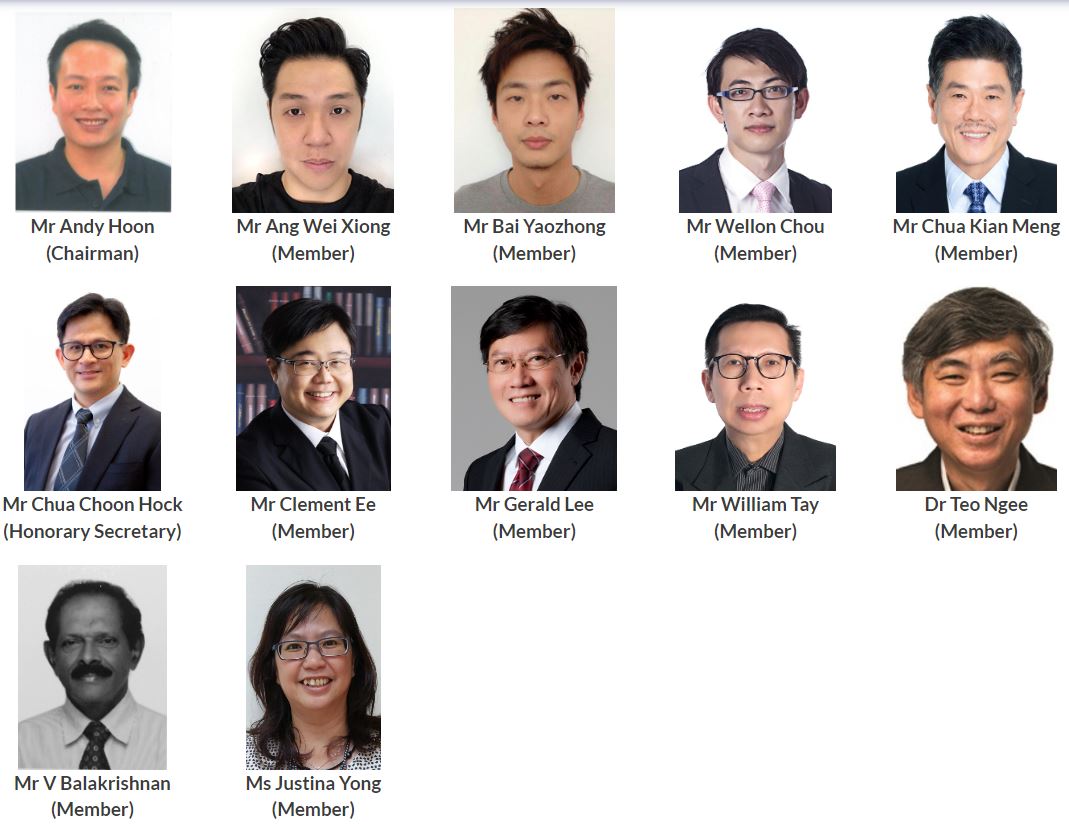 Mr Andy Hoon
(Chairman)
Mr Ang Wei Xiong
(Member)
Mr Bai Yaozhong
(Member)
Mr Wellon Chou
(Member)
Mr Chua Kian Meng
(Member)
Mr Chua Choon Hock
(Honorary Secretary)
Mr Clement Ee
(Member)
Mr Gerald Lee
(Member)
Mr William Tay
(Member)
Dr Teo Ngee
(Member)
Mr V Balakrishnan
(Member)
Ms Justina Yong
(Member)